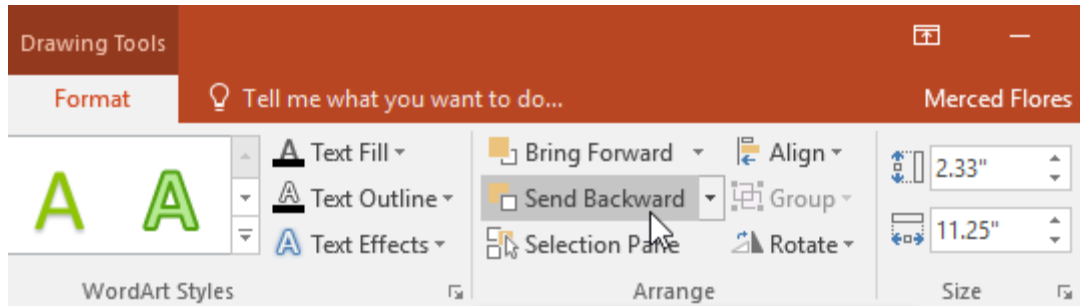 Drawing Tools
Format
Tell me what you want to do...
Merced Flores
A A
Text Fill
Text Outline
Text Effects
WordArt Styles
Bring Forward
Send Backward
Selection Pane
Align
Group
Rotate
Arrange
2.33"
11.25"
Size